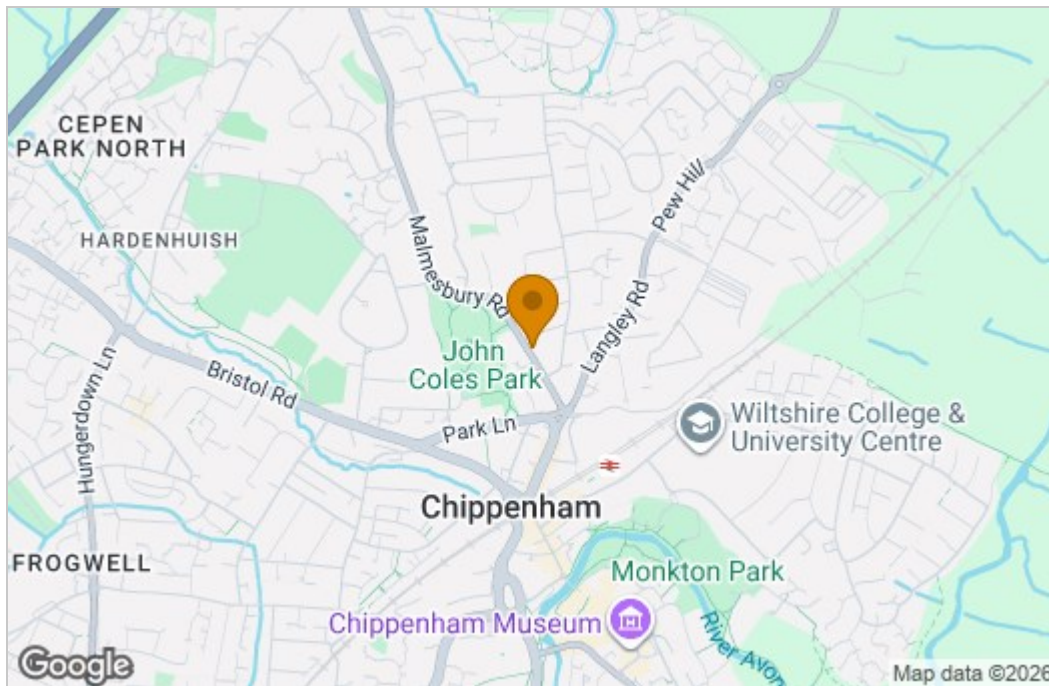 CEPEN
PARK NORTH
HARDENHUISH
Malmesbury Rd
Pew Hill
Langley Rd
John
Coles Park
Hungerdown Ln
Bristol Rd
Park Ln
Wiltshire College &
University Centre
Chippenham
FROGWELL
Monkton Park
Chippenham Museum
River Avon
Google
Map data ©2026